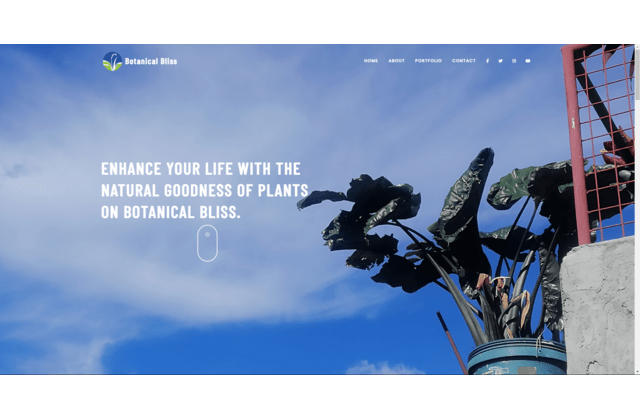 Botanical Bliss
HOME ABOUT PORTFOLIO CONTACT
ENHANCE YOUR LIFE WITH THE
NATURAL GOODNESS OF PLANTS
ON BOTANICAL BLISS.